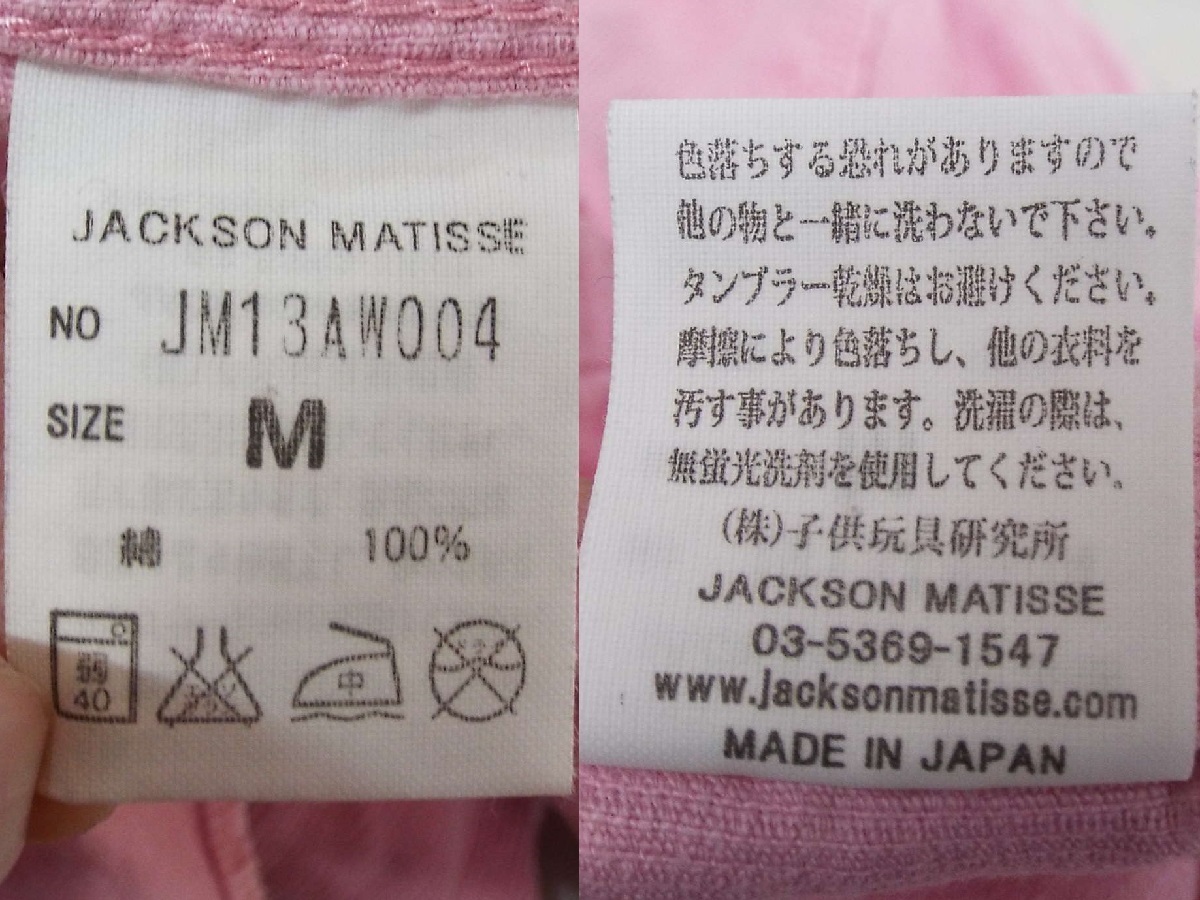 JACKSON MATISSE
NO JM13AW004
SIZE M
綿 100%
弱
40
中
色落ちする恐れがありますので
他の物と一緒に洗わないで下さい。
タンブラー乾燥はお避けください。
摩擦により色落ちし、他の衣料を
汚す事があります。洗濯の際は、
無蛍光洗剤を使用してください。
(株)子供玩具研究所
JACKSON MATISSE
03-5369-1547
www.jacksonmatisse.com
MADE IN JAPAN